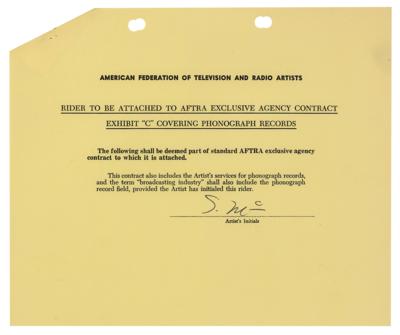 AMERICAN FEDERATION OF TELEVISION AND RADIO ARTISTS
RIDER TO BE ATTACHED TO AFTRA EXCLUSIVE AGENCY CONTRACT
EXHIBIT "C" COVERING PHONOGRAPH RECORDS
The following shall be deemed part of standard AFTRA exclusive agency
contract to which it is attached.
This contract also includes the Artist's services for phonograph records,
and the term "broadcasting industry" shall also include the phonograph
record field, provided the Artist has initialed this rider.
S. Mc
Artist's Initials